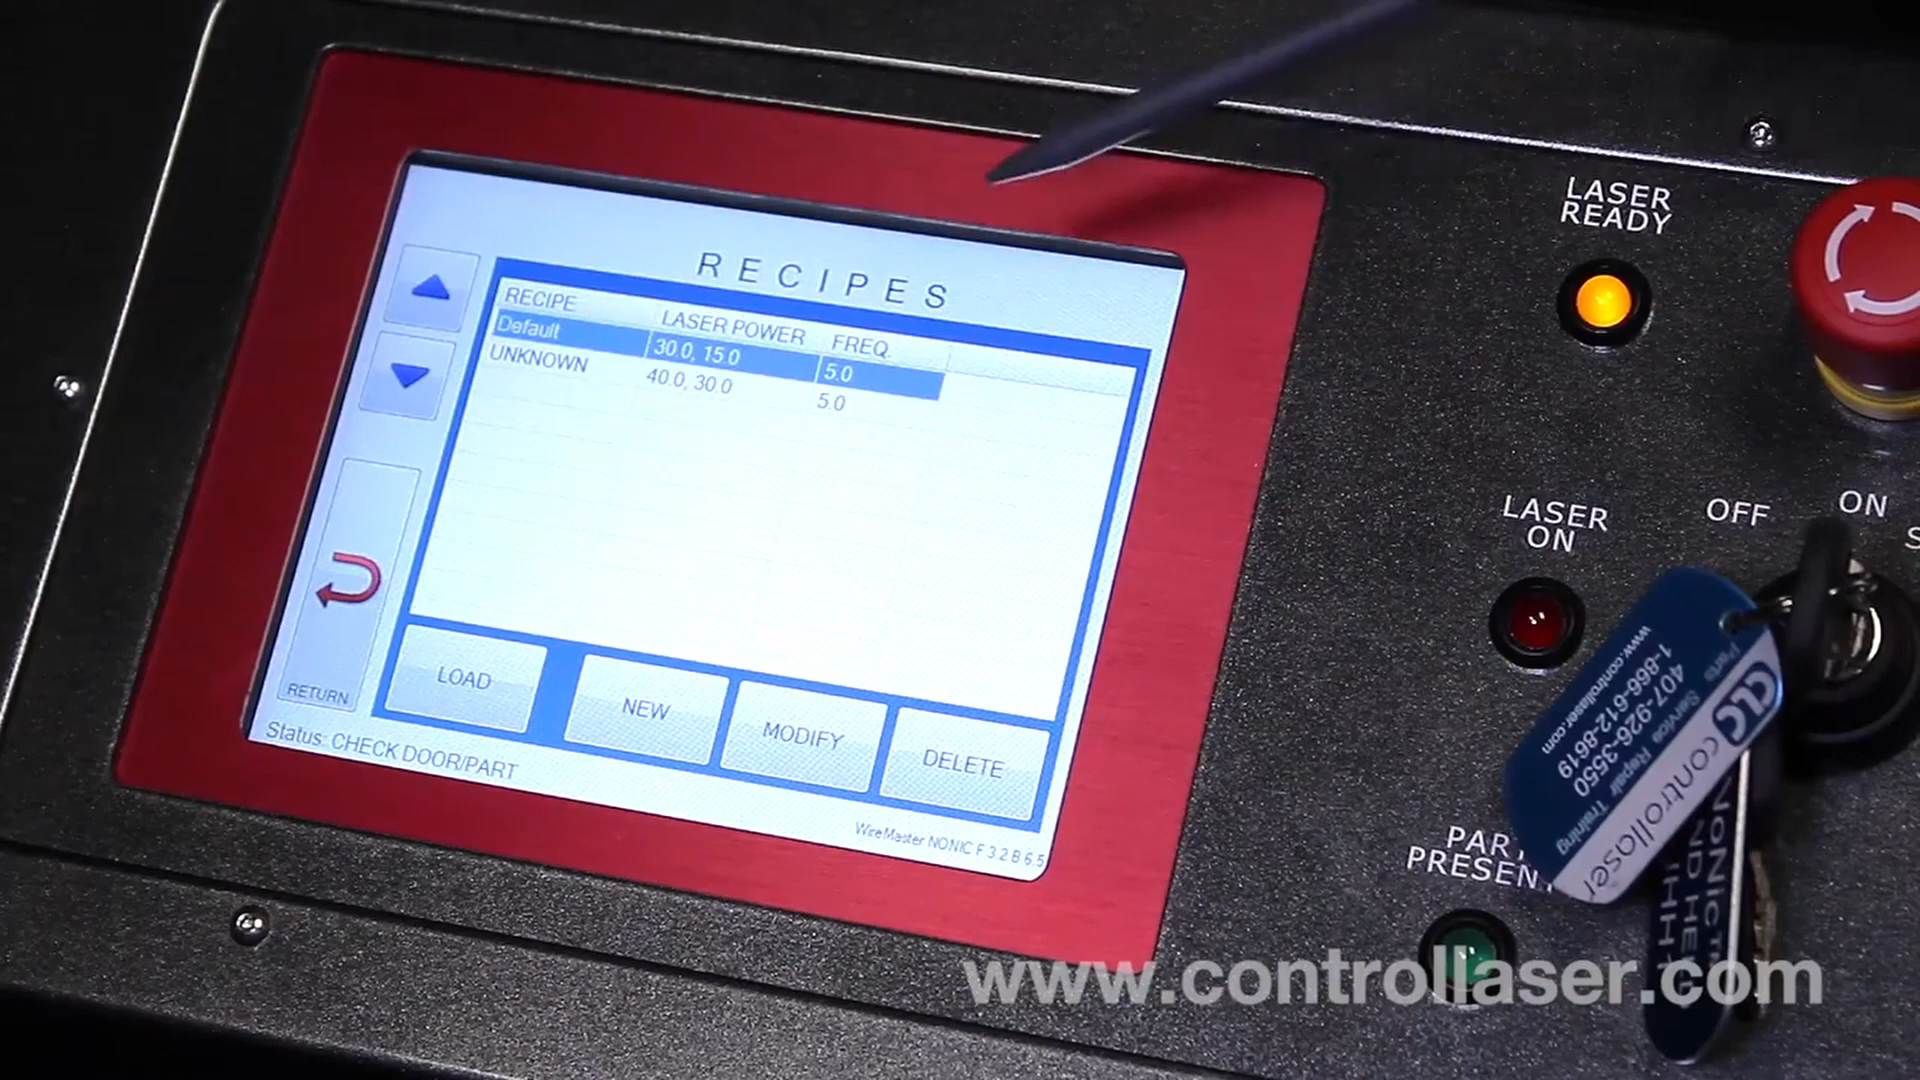 RECIPES
RECIPE LASER POWER FREQ.
Default 30.0, 15.0 5.0
UNKNOWN 40.0, 30.0 5.0
LOAD
NEW
MODIFY
DELETE
RETURN
Status: CHECK DOOR/PART
WireMaster NONIC F 3.2 B 6.5
LASER
READY
LASER
ON
OFF
ON
PART
PRESENT
CLC controllaser
Parts Service Repair Training
407-926-3550
1-866-612-8619
www.controllaser.com
www.controllaser.com